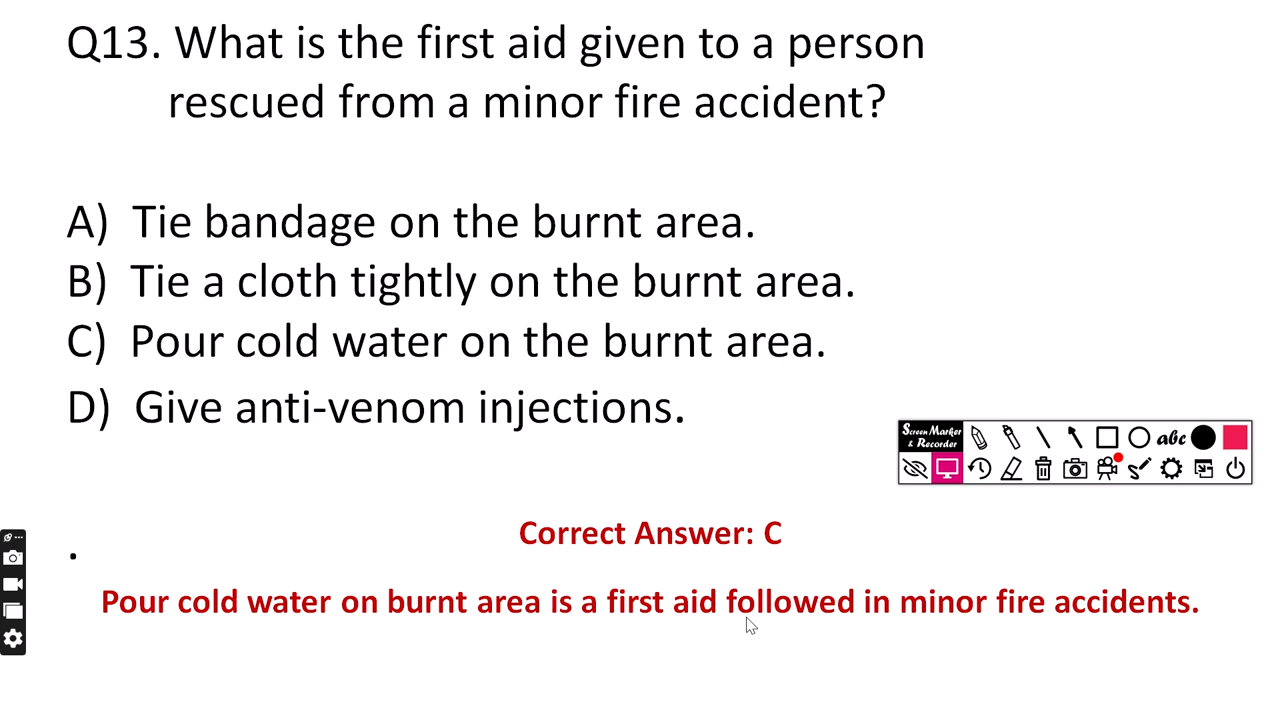 Q13. What is the first aid given to a person
rescued from a minor fire accident?
A) Tie bandage on the burnt area.
B) Tie a cloth tightly on the burnt area.
C) Pour cold water on the burnt area.
D) Give anti-venom injections.
Screen Marker
& Recorder
abc
Correct Answer: C
.
Pour cold water on burnt area is a first aid followed in minor fire accidents.